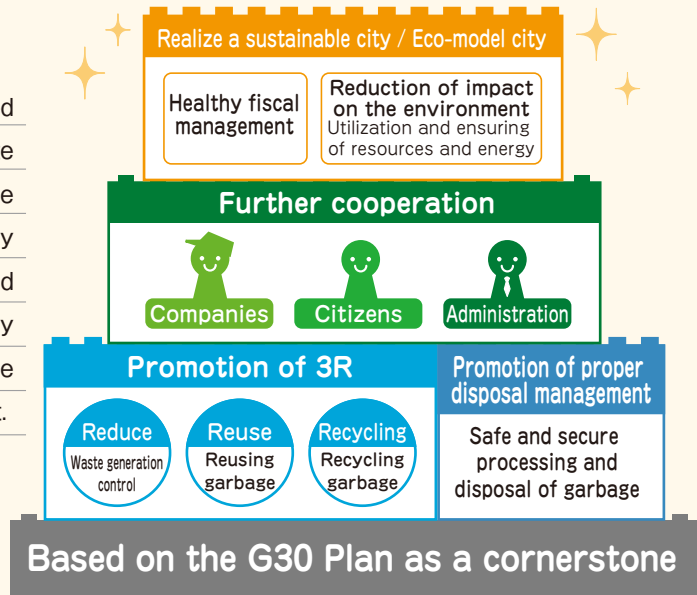 Realize a sustainable city / Eco-model city
Healthy fiscal
management
Reduction of impact
on the environment
Utilization and ensuring
of resources and energy
Further cooperation
Companies
Citizens
Administration
Promotion of 3R
Reduce
Waste generation
control
Reuse
Reusing
garbage
Recycling
Recycling
garbage
Promotion of proper
disposal management
Safe and secure
processing and
disposal of garbage
Based on the G30 Plan as a cornerstone